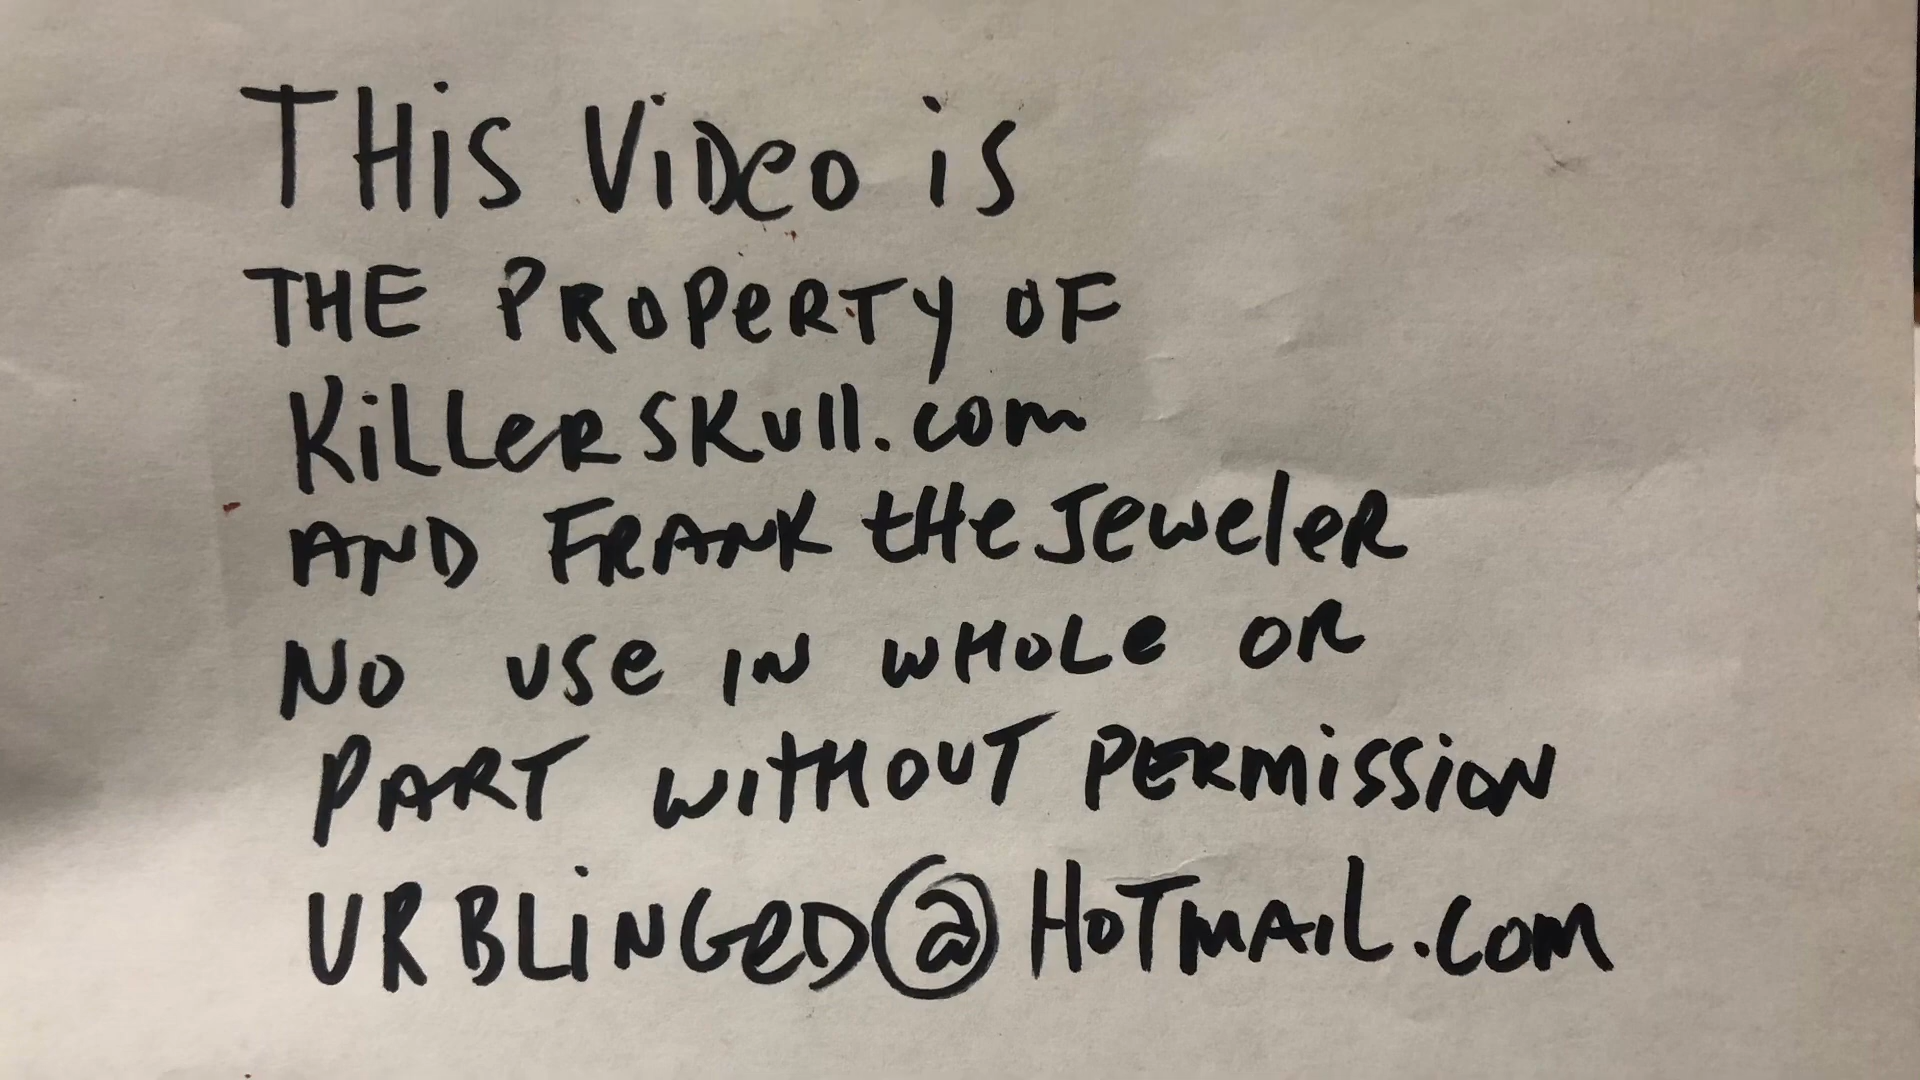 THiS ViDeo iS
THE PROPeRTY OF
KiLLeRSKull.com
AND FRANK tHe JeweleR
NO USe IN WHOLe OR
PART WitHOUT PERmiSSiON
URBLiNGeD@HOTmAiL.COm